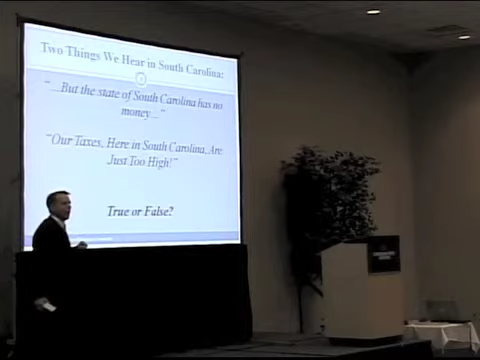 Two Things We Hear in South Carolina:
“...But the state of South Carolina has no
money...”
“Our Taxes, Here in South Carolina, Are
Just Too High!”
True or False?